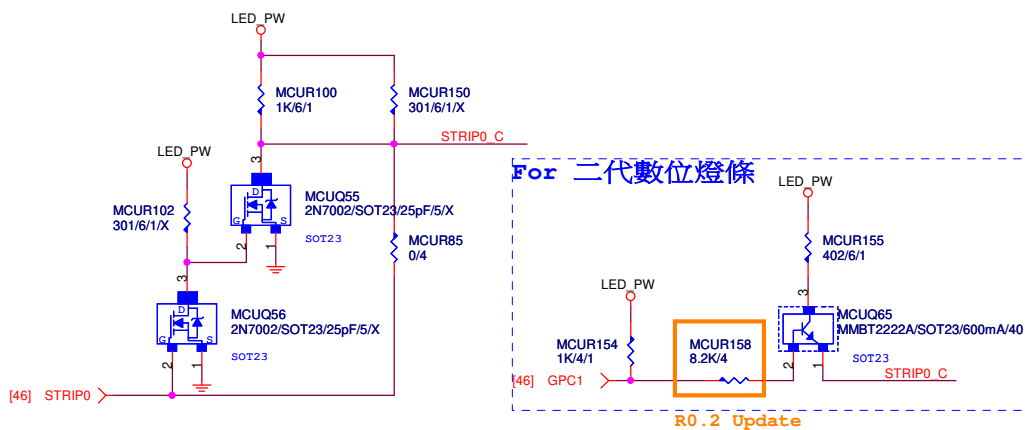 LED_PW
MCUR100
1K/6/1
MCUR150
301/6/1/X
STRIP0_C
LED_PW
3
MCUR102
301/6/1/X
D
G
S
MCUQ55
2N7002/SOT23/25pF/5/X
SOT23
2
1
MCUR85
0/4
3
D
G
S
MCUQ56
2N7002/SOT23/25pF/5/X
SOT23
2
1
[46] STRIP0
For 二代數位燈條
LED_PW
MCUR155
402/6/1
LED_PW
3
MCUQ65
MMBT2222A/SOT23/600mA/40
SOT23
MCUR154
1K/4/1
MCUR158
8.2K/4
2
1
[46] GPC1
STRIP0_C
R0.2 Update